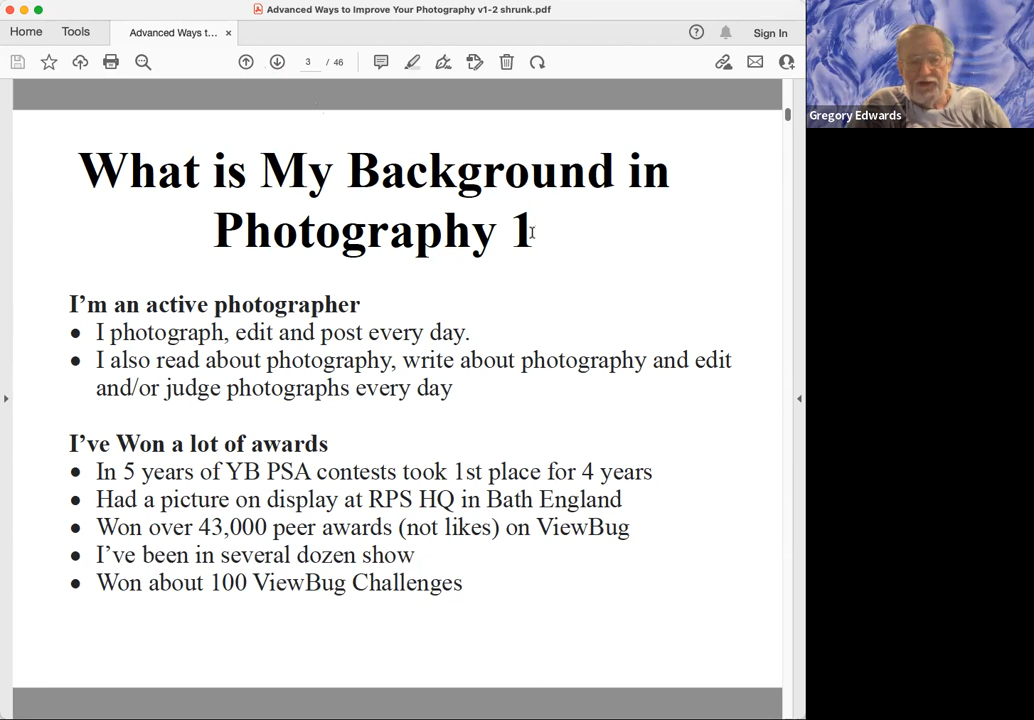 Advanced Ways to Improve Your Photography v1-2 shrunk.pdf
Home Tools Advanced Ways t... × Sign In
3 / 46
Gregory Edwards
What is My Background in
Photography 1
I'm an active photographer
• I photograph, edit and post every day.
• I also read about photography, write about photography and edit
and/or judge photographs every day
I've Won a lot of awards
• In 5 years of YB PSA contests took 1st place for 4 years
• Had a picture on display at RPS HQ in Bath England
• Won over 43,000 peer awards (not likes) on ViewBug
• I've been in several dozen show
• Won about 100 ViewBug Challenges